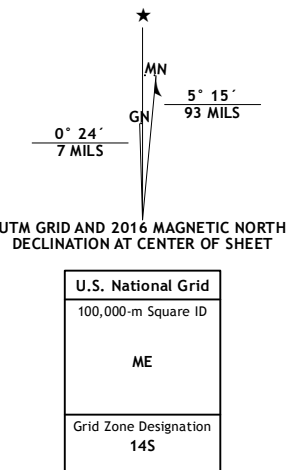 MN
5° 15´
93 MILS
GN
0° 24´
7 MILS
UTM GRID AND 2016 MAGNETIC NORTH
DECLINATION AT CENTER OF SHEET
U.S. National Grid
100,000-m Square ID
ME
Grid Zone Designation
14S